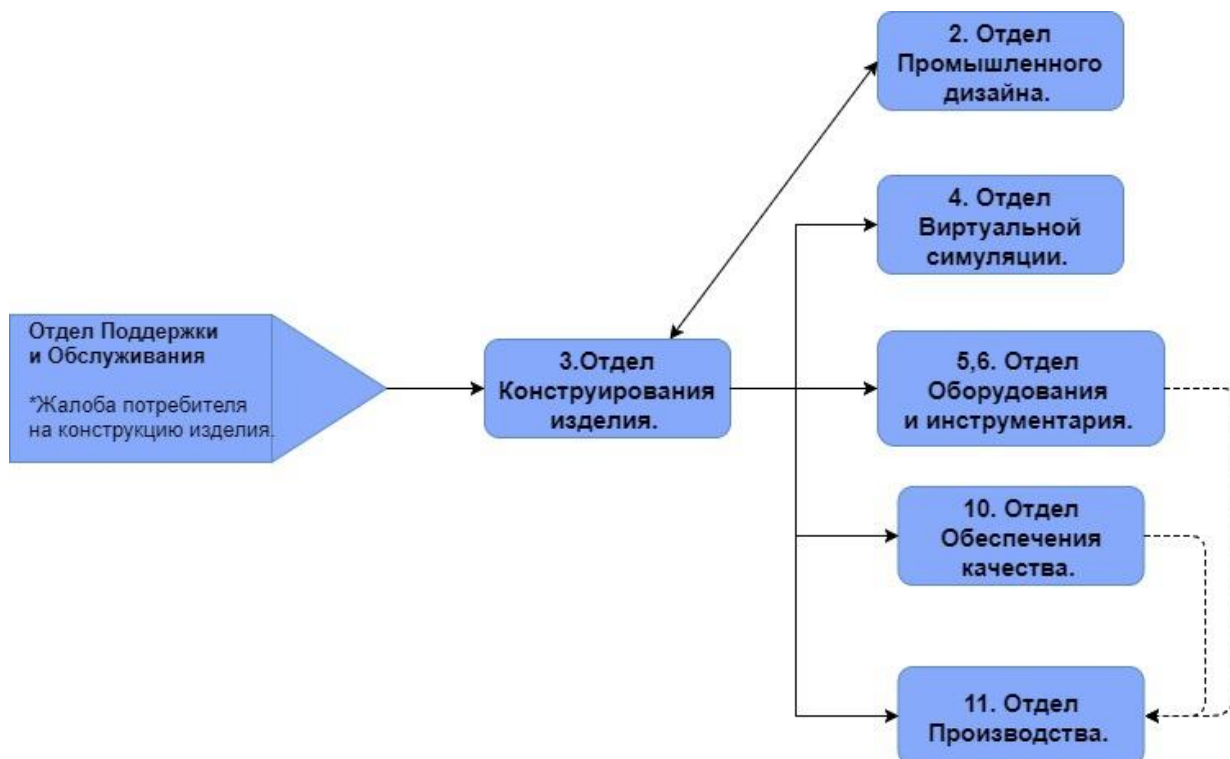 2. Отдел
Промышленного
дизайна.
4. Отдел
Виртуальной
симуляции.
Отдел Поддержки
и Обслуживания
*Жалоба потребителя
на конструкцию изделия.
3.Отдел
Конструирования
изделия.
5,6. Отдел
Оборудования
и инструментария.
10. Отдел
Обеспечения
качества.
11. Отдел
Производства.